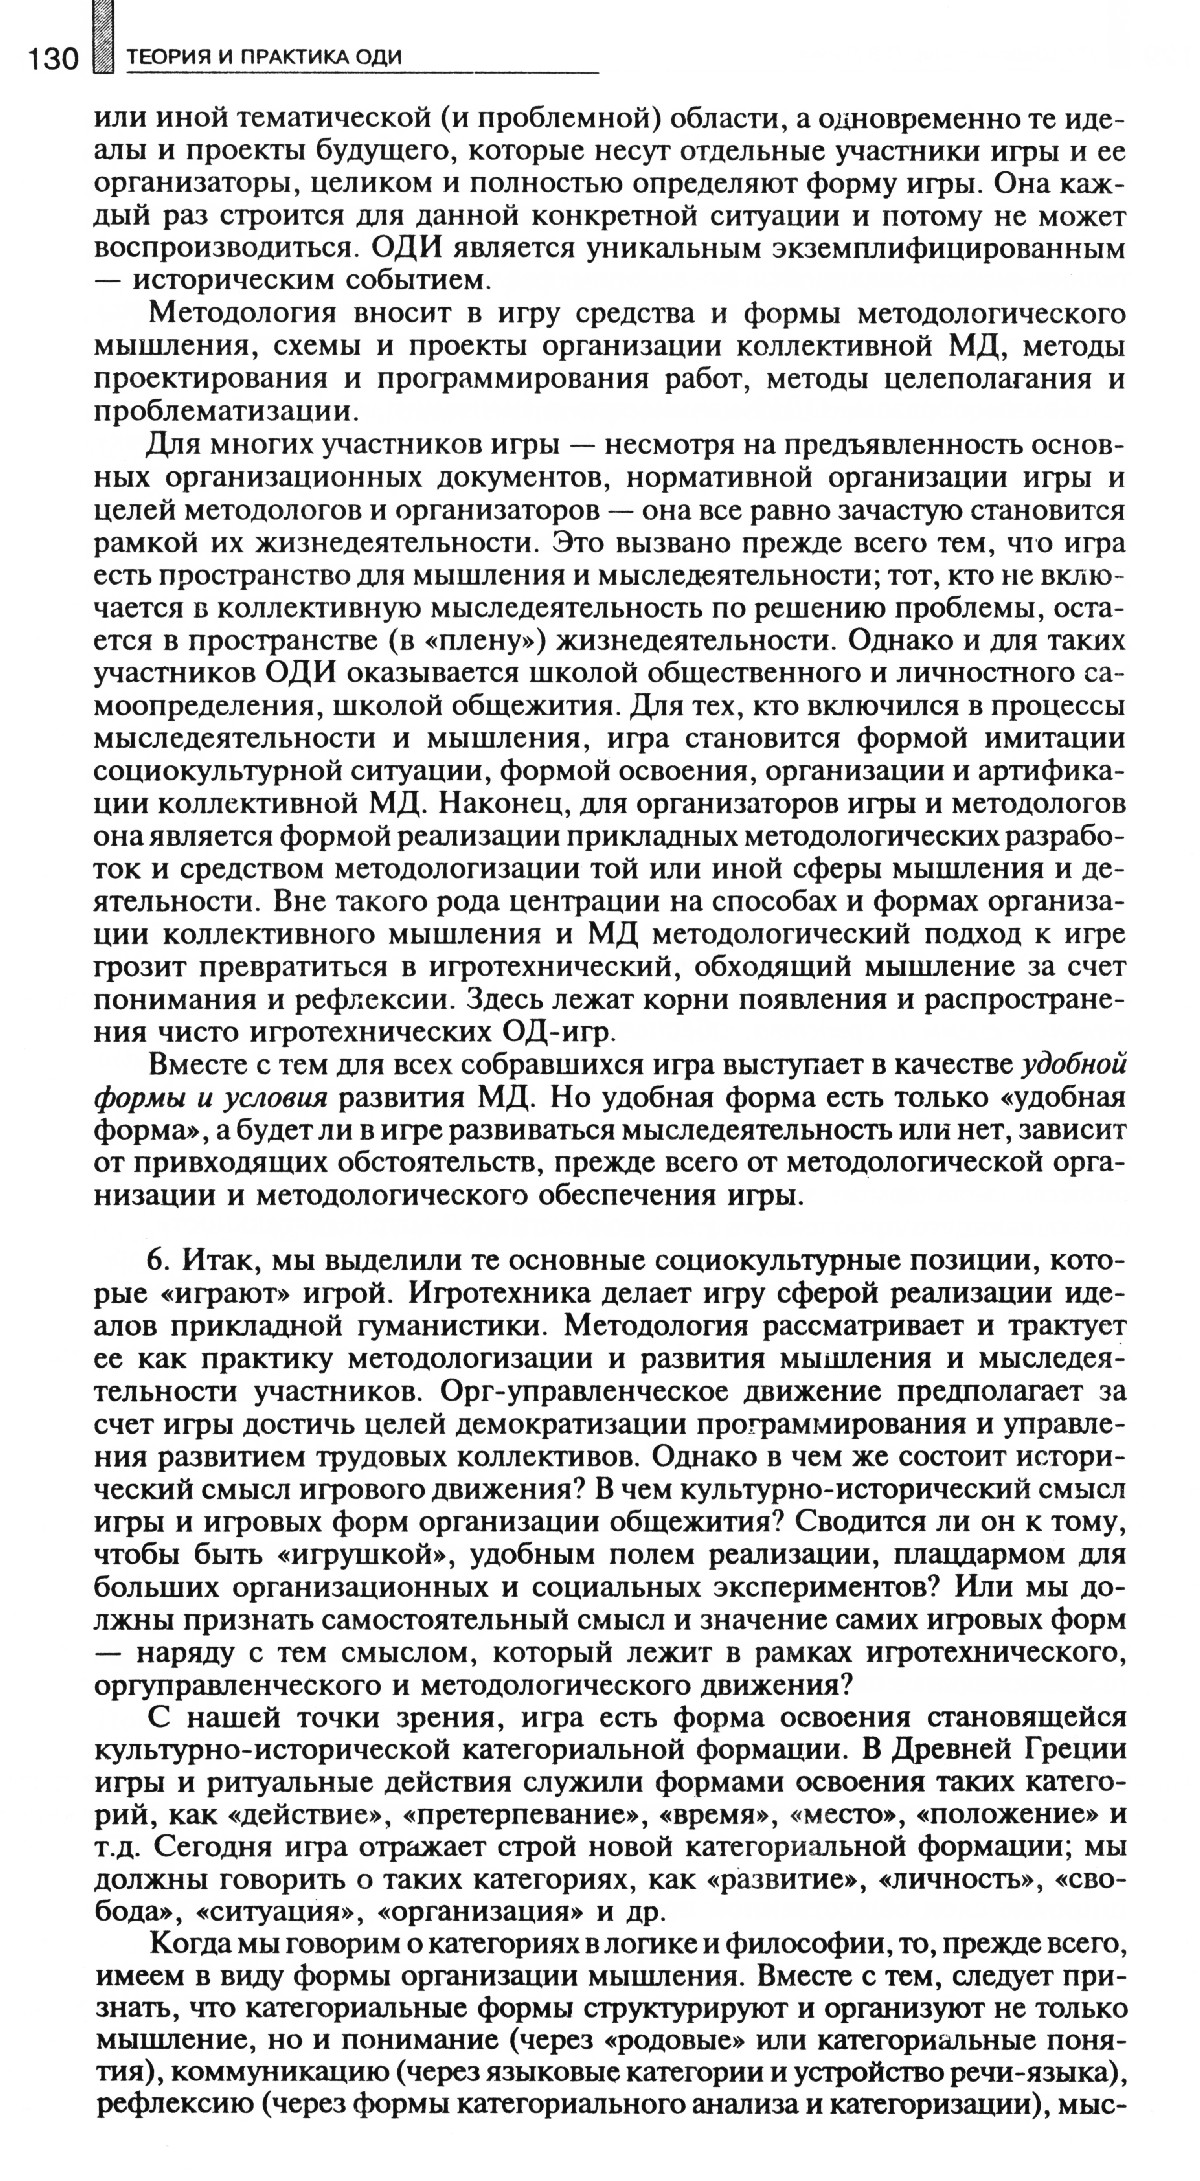 130 ТЕОРИЯ И ПРАКТИКА ОДИ
или иной тематической (и проблемной) области, а одновременно те иде-
алы и проекты будущего, которые несут отдельные участники игры и ее
организаторы, целиком и полностью определяют форму игры. Она каж-
дый раз строится для данной конкретной ситуации и потому не может
воспроизводиться. ОДИ является уникальным экземплифицированным
— историческим событием.
Методология вносит в игру средства и формы методологического
мышления, схемы и проекты организации коллективной МД, методы
проектирования и программирования работ, методы целеполагания и
проблематизации.
Для многих участников игры — несмотря на предъявленность основ-
ных организационных документов, нормативной организации игры и
целей методологов и организаторов — она все равно зачастую становится
рамкой их жизнедеятельности. Это вызвано прежде всего тем, что игра
есть пространство для мышления и мыследеятельности; тот, кто не вклю-
чается в коллективную мыследеятельность по решению проблемы, оста-
ется в пространстве (в «плену») жизнедеятельности. Однако и для таких
участников ОДИ оказывается школой общественного и личностного са-
моопределения, школой общежития. Для тех, кто включился в процессы
мыследеятельности и мышления, игра становится формой имитации
социокультурной ситуации, формой освоения, организации и артифика-
ции коллективной МД. Наконец, для организаторов игры и методологов
она является формой реализации прикладных методологических разрабо-
ток и средством методологизации той или иной сферы мышления и де-
ятельности. Вне такого рода центрации на способах и формах организа-
ции коллективного мышления и МД методологический подход к игре
грозит превратиться в игротехнический, обходящий мышление за счет
понимания и рефлексии. Здесь лежат корни появления и распростране-
ния чисто игротехнических ОД-игр.
Вместе с тем для всех собравшихся игра выступает в качестве удобной
формы и условия развития МД. Но удобная форма есть только «удобная
форма», а будет ли в игре развиваться мыследеятельность или нет, зависит
от привходящих обстоятельств, прежде всего от методологической орга-
низации и методологического обеспечения игры.
6. Итак, мы выделили те основные социокультурные позиции, кото-
рые «играют» игрой. Игротехника делает игру сферой реализации иде-
алов прикладной гуманистики. Методология рассматривает и трактует
ее как практику методологизации и развития мышления и мыследея-
тельности участников. Орг-управленческое движение предполагает за
счет игры достичь целей демократизации программирования и управле-
ния развитием трудовых коллективов. Однако в чем же состоит истори-
ческий смысл игрового движения? В чем культурно-исторический смысл
игры и игровых форм организации общежития? Сводится ли он к тому,
чтобы быть «игрушкой», удобным полем реализации, плацдармом для
больших организационных и социальных экспериментов? Или мы до-
лжны признать самостоятельный смысл и значение самих игровых форм
— наряду с тем смыслом, который лежит в рамках игротехнического,
оргуправленческого и методологического движения?
С нашей точки зрения, игра есть форма освоения становящейся
культурно-исторической категориальной формации. В Древней Греции
игры и ритуальные действия служили формами освоения таких катего-
рий, как «действие», «претерпевание», «время», «место», «положение» и
т.д. Сегодня игра отражает строй новой категориальной формации; мы
должны говорить о таких категориях, как «развитие», «личность», «сво-
бода», «ситуация», «организация» и др.
Когда мы говорим о категориях в логике и философии, то, прежде всего,
имеем в виду формы организации мышления. Вместе с тем, следует при-
знать, что категориальные формы структурируют и организуют не только
мышление, но и понимание (через «родовые» или категориальные поня-
тия), коммуникацию (через языковые категории и устройство речи-языка),
рефлексию (через формы категориального анализа и категоризации), мыс-